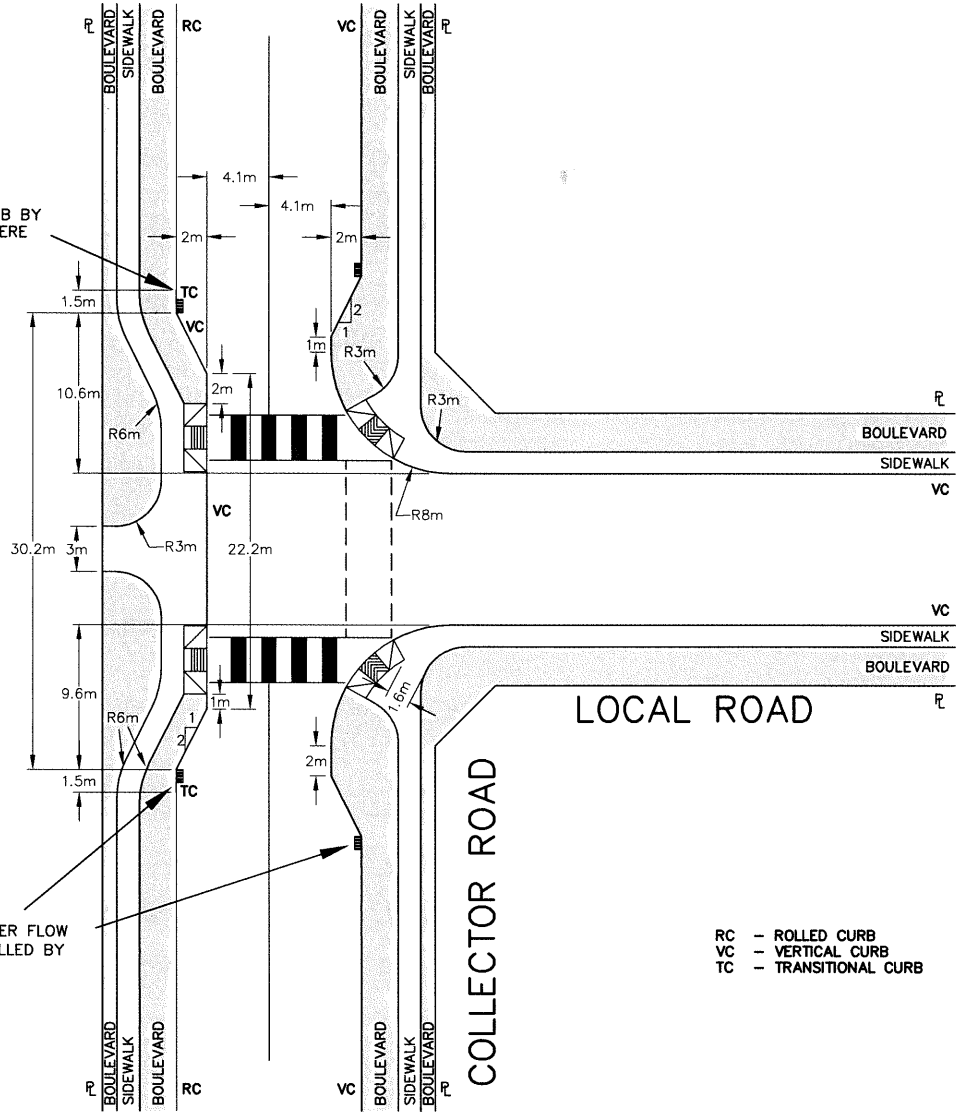 P̲L BOULEVARD SIDEWALK BOULEVARD RC VC BOULEVARD SIDEWALK BOULEVARD P̲L
4.1m
4.1m
B BY
ERE
2m 2m
TC
1.5m
VC
2
1
1m
R3m
10.6m
2m
R3m
PL
R6m
BOULEVARD
SIDEWALK
VC
VC
R8m
30.2m 3m
R3m
22.2m
VC
SIDEWALK
BOULEVARD
1.6m
9.6m
1m
PL
LOCAL ROAD
R6m
1
2
2m
1.5m
TC
COLLECTOR ROAD
ER FLOW
LLED BY
RC – ROLLED CURB
VC – VERTICAL CURB
TC – TRANSITIONAL CURB
PL BOULEVARD SIDEWALK BOULEVARD RC VC BOULEVARD SIDEWALK BOULEVARD PL